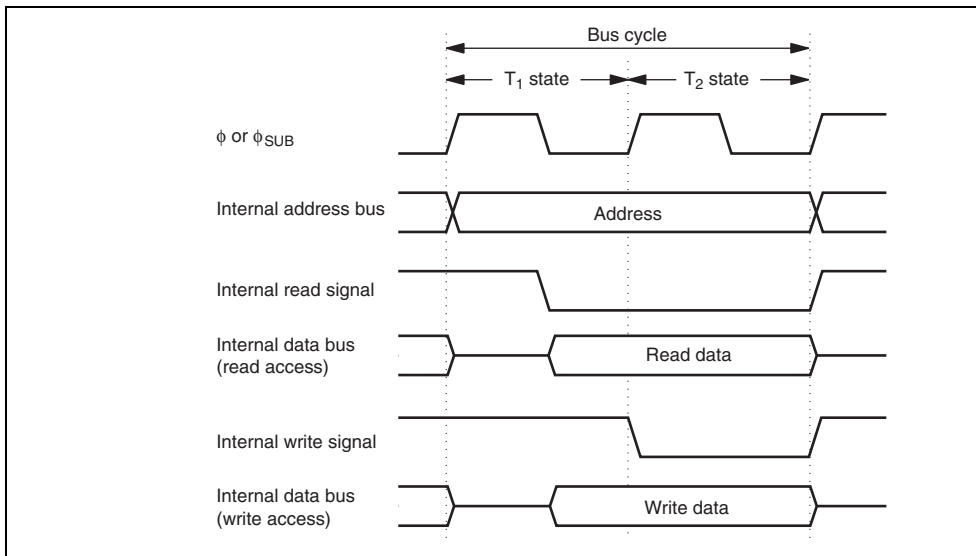 Bus cycle
T₁ state
T₂ state
ϕ or ϕSUB
Internal address bus
Address
Internal read signal
Internal data bus
(read access)
Read data
Internal write signal
Internal data bus
(write access)
Write data